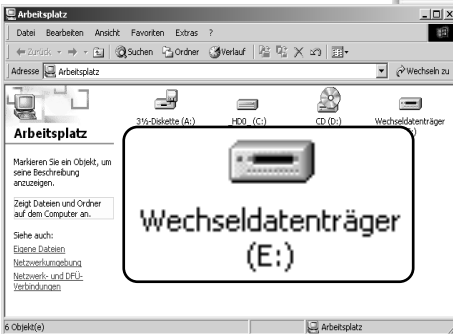 Arbeitsplatz
Datei Bearbeiten Ansicht Favoriten Extras ?
Zurück Suchen Ordner Verlauf
Adresse Arbeitsplatz Wechseln zu
Arbeitsplatz
Markieren Sie ein Objekt, um
seine Beschreibung
anzuzeigen.
Zeigt Dateien und Ordner
auf dem Computer an.
Siehe auch:
Eigene Dateien
Netzwerkumgebung
Netzwerk- und DFÜ-
Verbindungen
3½-Diskette (A:) _HD0_ (C:) CD (D:) Wechseldatenträger
Wechseldatenträger
(E:)
6 Objekt(e) Arbeitsplatz